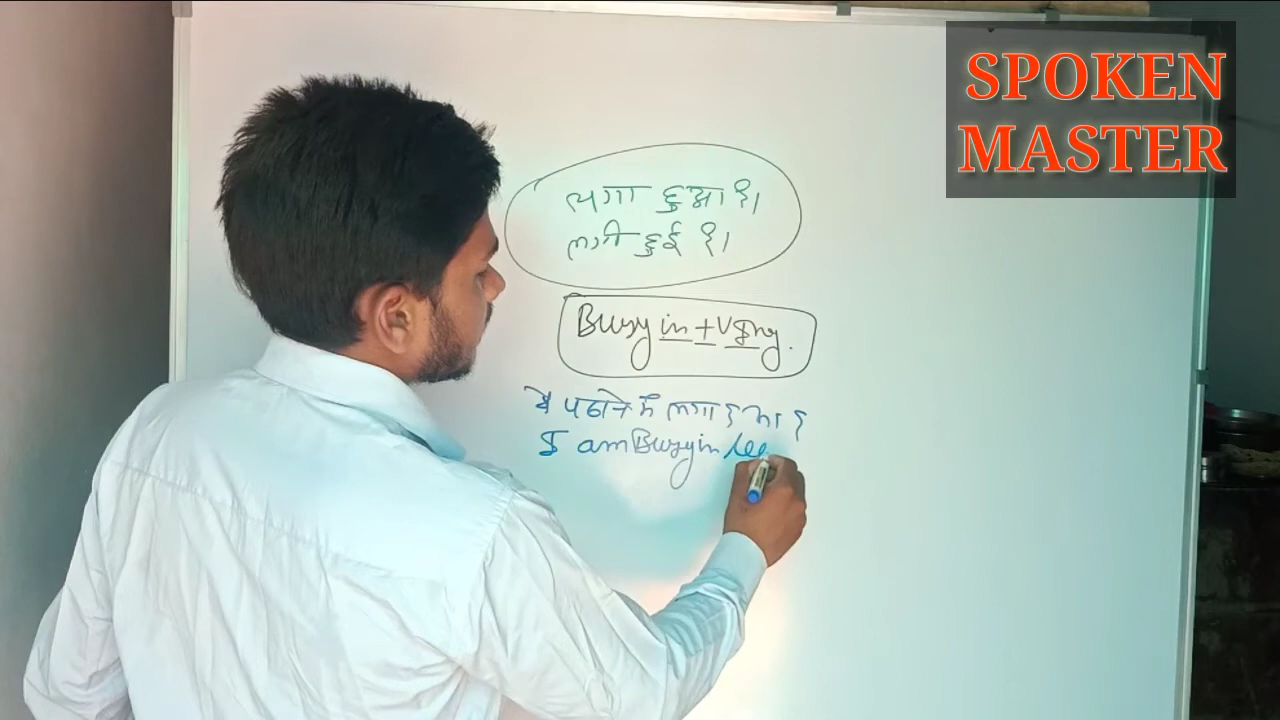 SPOKEN
MASTER
लगा हुआ है।
लगी हुई है।
Busy in + Ving.
मै पढाने में लगा हुआ है
I am Busy in